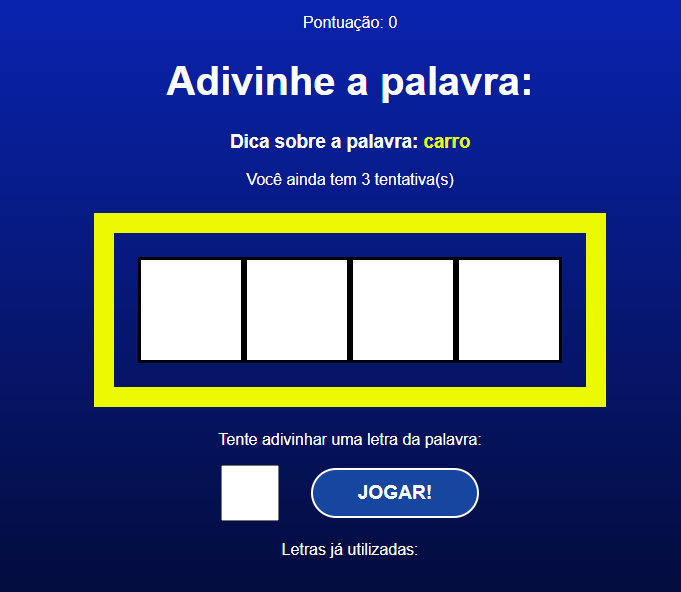 Pontuação: 0
Adivinhe a palavra:
Dica sobre a palavra: carro
Você ainda tem 3 tentativa(s)
Tente adivinhar uma letra da palavra:
JOGAR!
Letras já utilizadas: